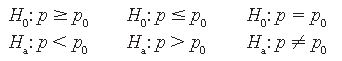 H₀: p ≥ p₀ H₀: p ≤ p₀ H₀: p = p₀
Hₐ: p < p₀ Hₐ: p > p₀ Hₐ: p ≠ p₀